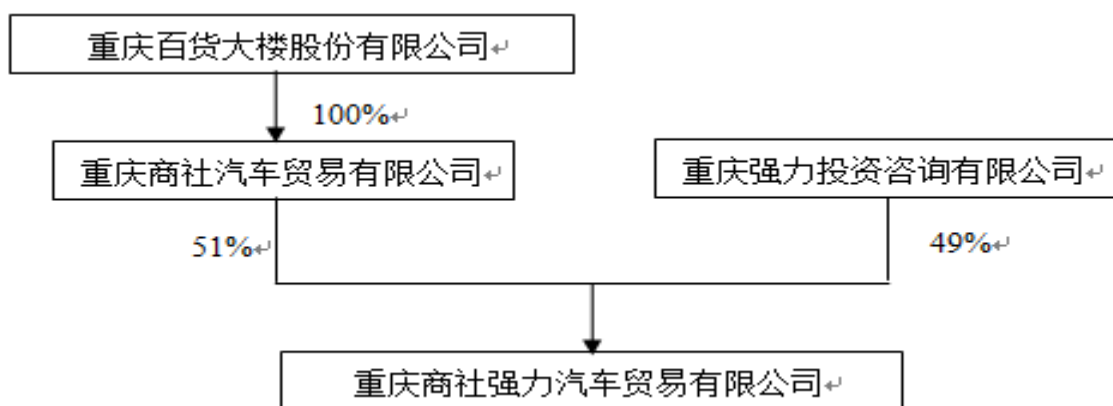 重庆百货大楼股份有限公司↵
100%↵
重庆商社汽车贸易有限公司↵
重庆强力投资咨询有限公司↵
51%↵
49%↵
重庆商社强力汽车贸易有限公司↵